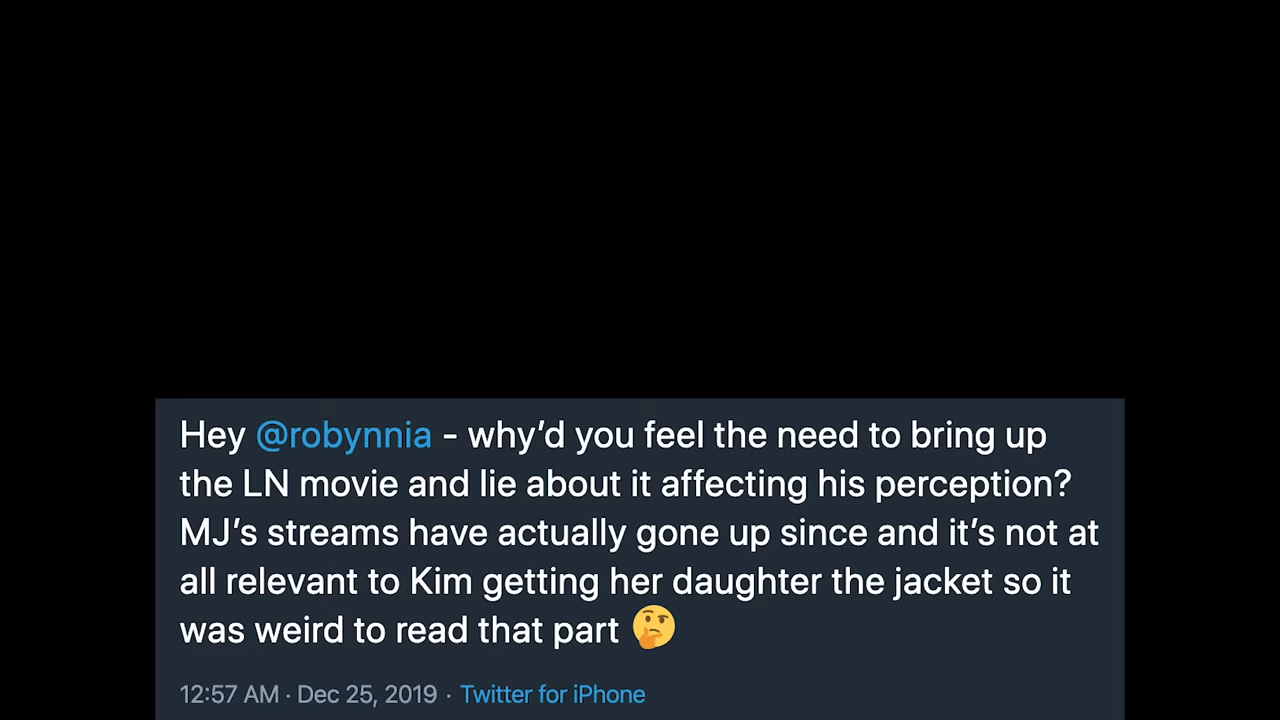 Hey @robynnia - why’d you feel the need to bring up
the LN movie and lie about it affecting his perception?
MJ’s streams have actually gone up since and it’s not at
all relevant to Kim getting her daughter the jacket so it
was weird to read that part 🤔
12:57 AM · Dec 25, 2019 · Twitter for iPhone